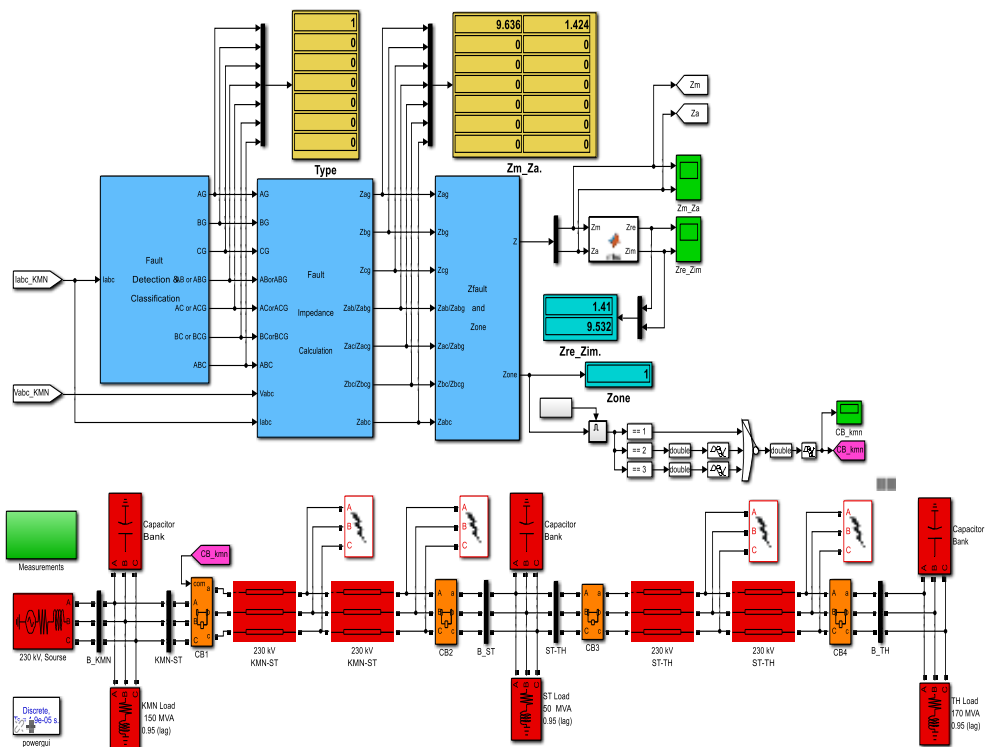 1
0
0
0
0
0
0
Type
9.636 1.424
0 0
0 0
0 0
0 0
0 0
0 0
Zm_Za.
Zm
Za
Zm_Za
Zre_Zim
Iabc_KMN
Vabc_KMN
Iabc
Fault
Detection &
Classification
AG
BG
CG
AB or ABG
AC or ACG
BC or BCG
ABC
AG
BG
CG
ABorABG
ACorACG
BCorBCG
ABC
Vabc
Iabc
Fault
Impedance
Calculation
Zag
Zbg
Zcg
Zab/Zabg
Zac/Zacg
Zbc/Zbcg
Zabc
Zag
Zbg
Zcg
Zab/Zabg
Zac/Zabg
Zbc/Zbcg
Zabc
Zfault
and
Zone
Z
Zone
Zm
Za
Zre
Zim
1.41
9.532
Zre_Zim.
1
Zone
== 1
== 2
== 3
double
double
double
CB_kmn
CB_kmn
Measurements
Capacitor
Bank
A B C
CB_kmn
A
B
C
230 kV, Sourse
B_KMN
KMN-ST
com
A
B
C
a
b
c
CB1
230 kV
KMN-ST
230 kV
KMN-ST
A
B
C
A
B
C
A
B
C
a
b
c
CB2
B_ST
Capacitor
Bank
A B C
ST-TH
A
B
C
a
b
c
CB3
230 kV
ST-TH
230 kV
ST-TH
A
B
C
A
B
C
A
B
C
a
b
c
CB4
B_TH
Capacitor
Bank
A B C
Discrete,
powergui
A B C
KMN Load
150 MVA
0.95 (lag)
A B C
ST Load
50 MVA
0.95 (lag)
A B C
TH Load
170 MVA
0.95 (lag)